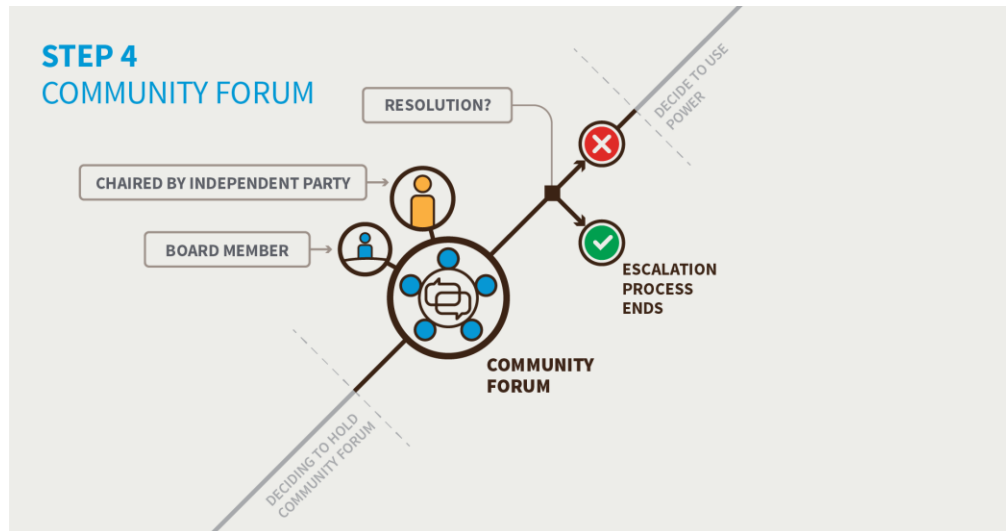 STEP 4
COMMUNITY FORUM
RESOLUTION?
DECIDE TO USE
POWER
CHAIRED BY INDEPENDENT PARTY
BOARD MEMBER
ESCALATION
PROCESS
ENDS
COMMUNITY
FORUM
DECIDING TO HOLD
COMMUNITY FORUM